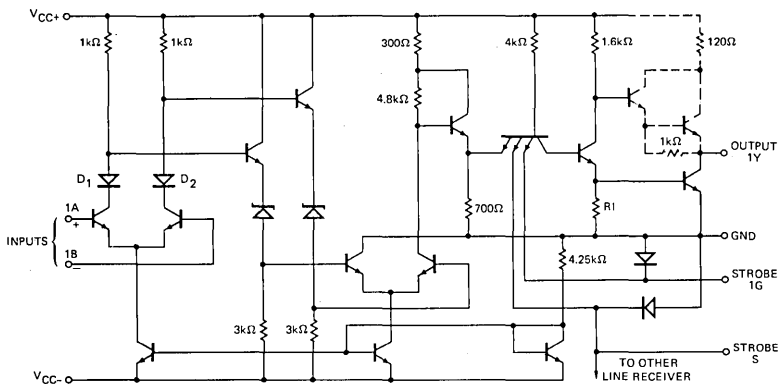 VCC+
1kΩ 1kΩ 300Ω 4kΩ 1.6kΩ 120Ω
4.8kΩ
1kΩ
OUTPUT
1Y
D1 D2
1A
+
700Ω R1
INPUTS
GND
1B
−
4.25kΩ
STROBE
1G
3kΩ 3kΩ
STROBE
S
TO OTHER
LINE RECEIVER
VCC−